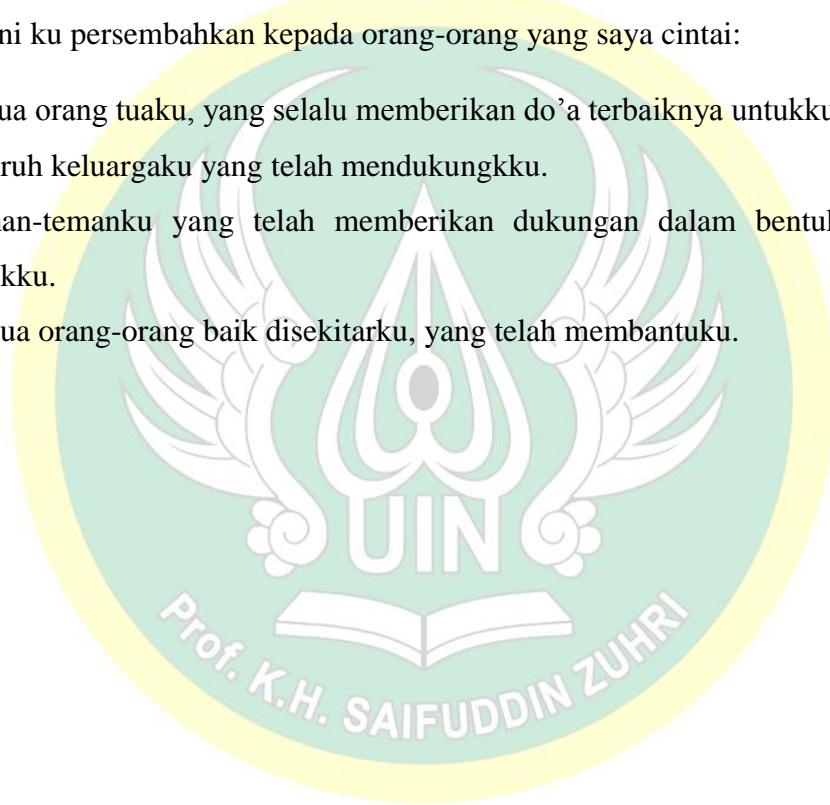 ni ku persembahkan kepada orang-orang yang saya cintai:
ua orang tuaku, yang selalu memberikan do’a terbaiknya untukku
ruh keluargaku yang telah mendukungkku.
an-temanku yang telah memberikan dukungan dalam bentuk
kku.
ua orang-orang baik disekitarku, yang telah membantuku.
UIN
Prof. K.H. SAIFUDDIN ZUHRI